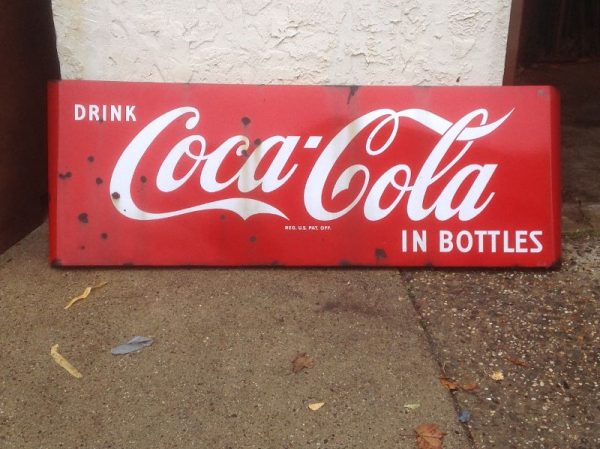 DRINK
Coca-Cola
REG. U.S. PAT. OFF.
IN BOTTLES